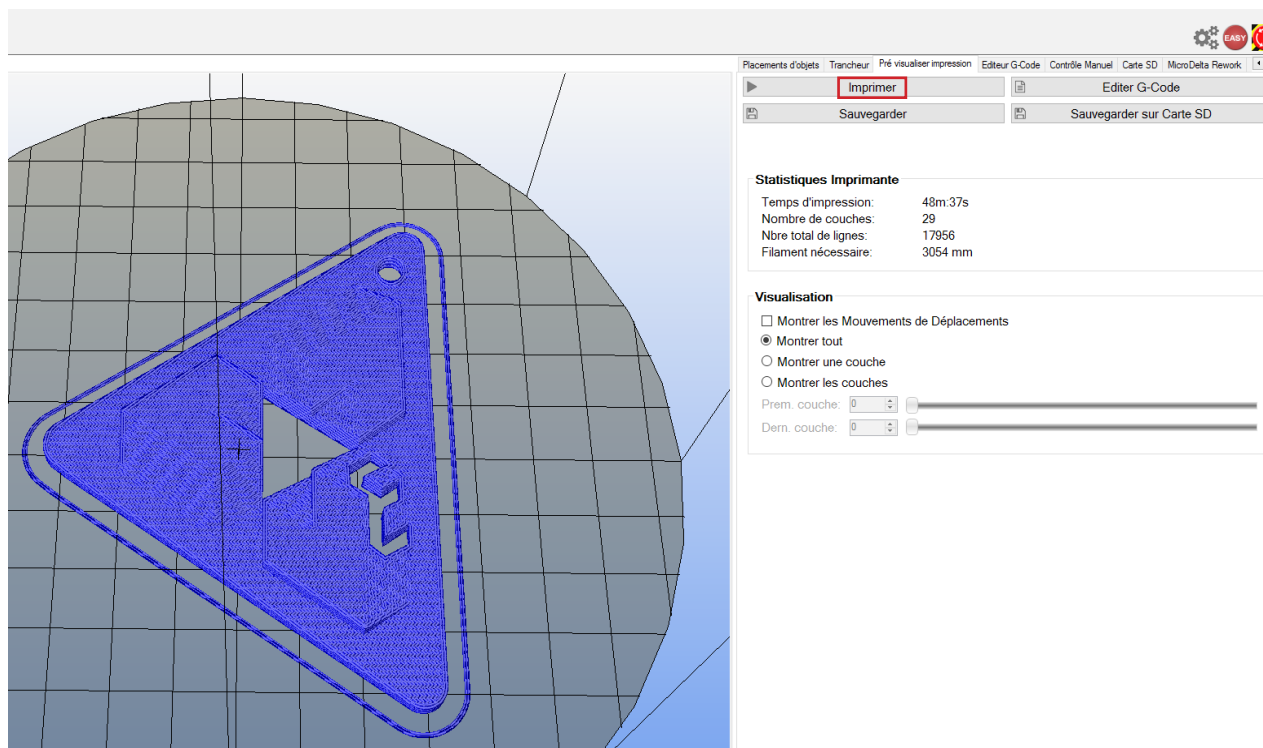 EASY
Placements d'objets Trancheur Pré visualiser impression Editeur G-Code Contrôle Manuel Carte SD MicroDelta Rework
Imprimer Editer G-Code
Sauvegarder Sauvegarder sur Carte SD
Statistiques Imprimante
Temps d'impression: 48m:37s
Nombre de couches: 29
Nbre total de lignes: 17956
Filament nécessaire: 3054 mm
Visualisation
Montrer les Mouvements de Déplacements
Montrer tout
Montrer une couche
Montrer les couches
Prem. couche: 0
Dern. couche: 0